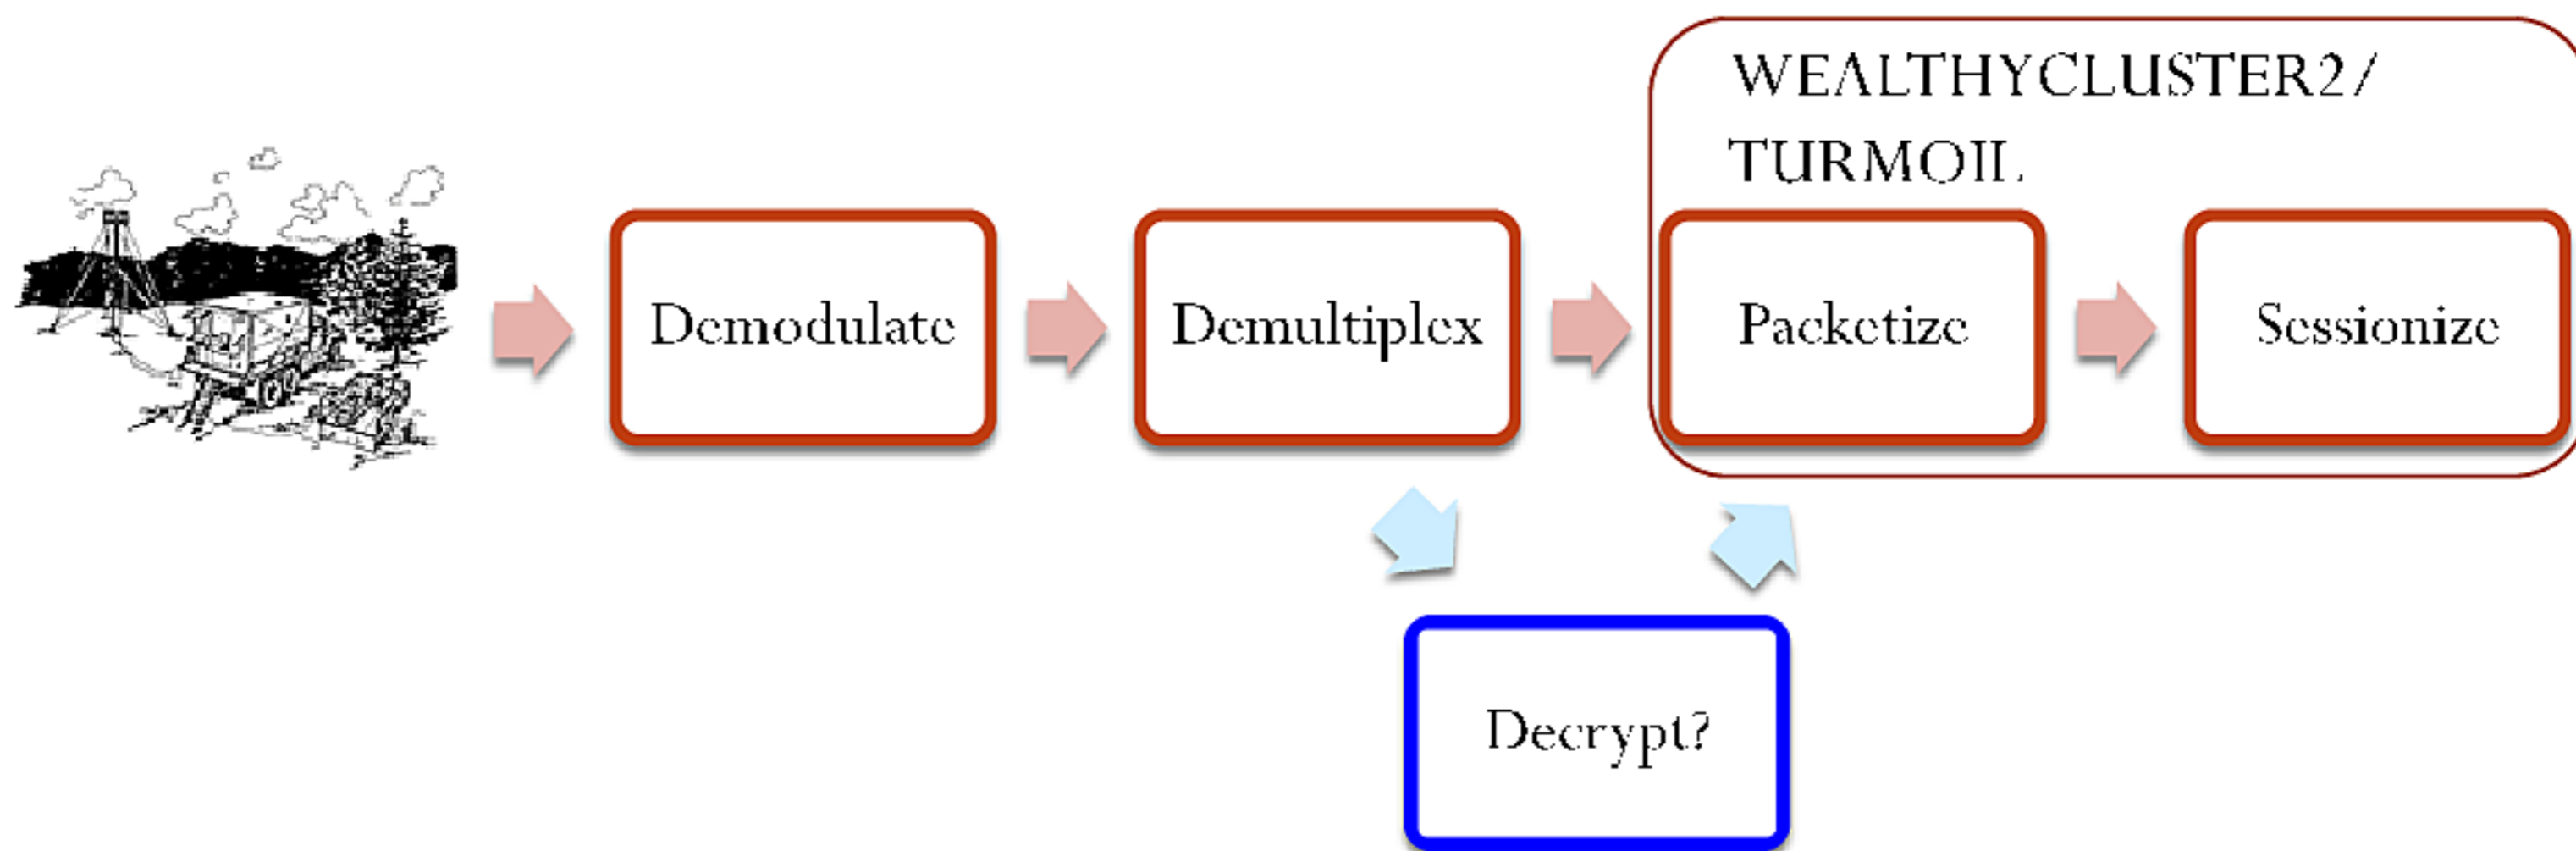 WEALTHYCLUSTER2/
TURMOIL
Demodulate
Demultiplex
Packetize
Sessionize
Decrypt?